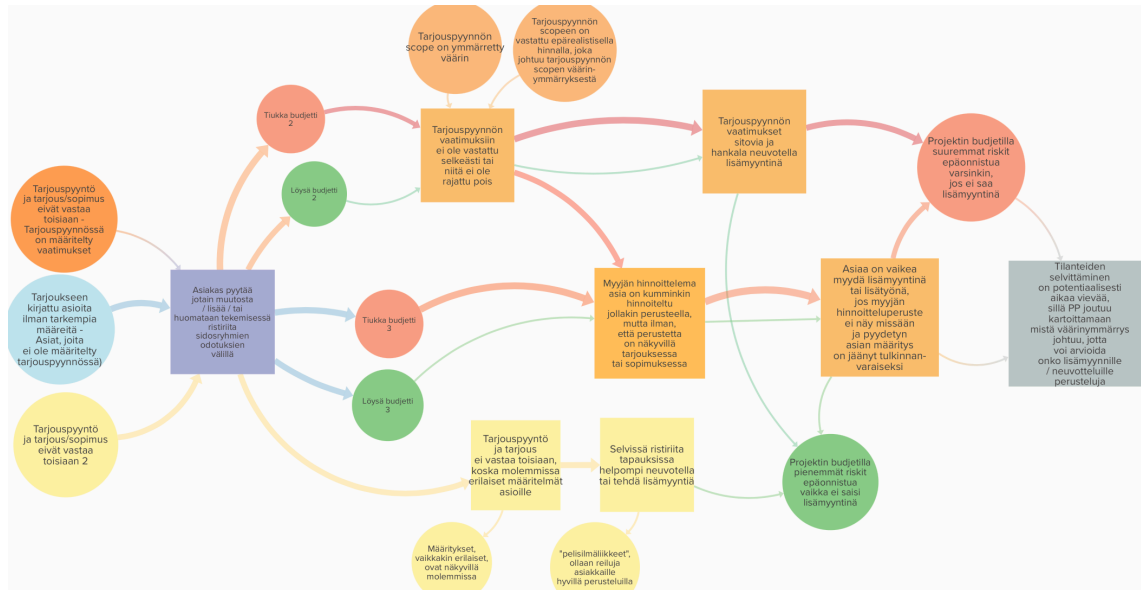 Tarjouspyynnön
scope on ymmärretty
väärin
Tarjouspyynnön
scopeen on
vastattu epärealistisella
hinnalla, joka
johtuu tarjouspyynnön
scopen väärin-
ymmärryksestä
Tiukka budjetti
2
Löysä budjetti
2
Tarjouspyynnön
vaatimuksiin
ei ole vastattu
selkeästi tai
niitä ei ole
rajattu pois
Tarjouspyynnön
vaatimukset
sitovia ja
hankala neuvotella
lisämyyntinä
Projektin budjetilla
suuremmat riskit
epäonnistua
varsinkin,
jos ei saa
lisämyyntinä
Tarjouspyyntö
ja tarjous/sopimus
eivät vastaa
toisiaan -
Tarjouspyynnössä
on määritelty
vaatimukset
Tarjoukseen
kirjattu asioita
ilman tarkempia
määreitä -
Asiat, joita
ei ole määritelty
tarjouspyynnössä)
Tarjouspyyntö
ja tarjous/sopimus
eivät vastaa
toisiaan 2
Asiakas pyytää
jotain muutosta
/ lisää / tai
huomataan tekemisessä
ristiriita
sidosryhmien
odotuksien
välillä
Tiukka budjetti
3
Löysä budjetti
3
Myyjän hinnoittelema
asia on kumminkin
hinnoiteltu
jollakin perusteella,
mutta ilman,
että perustetta
on näkyvillä
tarjouksessa
tai sopimuksessa
Asiaa on vaikea
myydä lisämyyntinä
tai lisätyönä,
jos myyjän
hinnoitteluperuste
ei näy missään
ja pyydetyn
asian määritys
on jäänyt tulkinnan-
varaiseksi
Tilanteiden
selvittäminen
on potentiaalisesti
aikaa vievää,
sillä PP joutuu
kartoittamaan
mistä väärinymmärrys
johtuu, jotta
voi arvioida
onko lisämyynnille
/ neuvotteluille
perusteluja
Tarjouspyyntö
ja tarjous
ei vastaa toisiaan,
koska molemmissa
erilaiset määritelmät
asioille
Selvissä ristiriita
tapauksissa
helpompi neuvotella
tai tehdä lisämyyntiä
Projektin budjetilla
pienemmät riskit
epäonnistua
vaikka ei saisi
lisämyyntinä
Määritykset,
vaikkakin erilaiset,
ovat näkyvillä
molemmissa
"pelisilmäliikkeet",
ollaan reiluja
asiakkaille
hyvillä perusteluilla